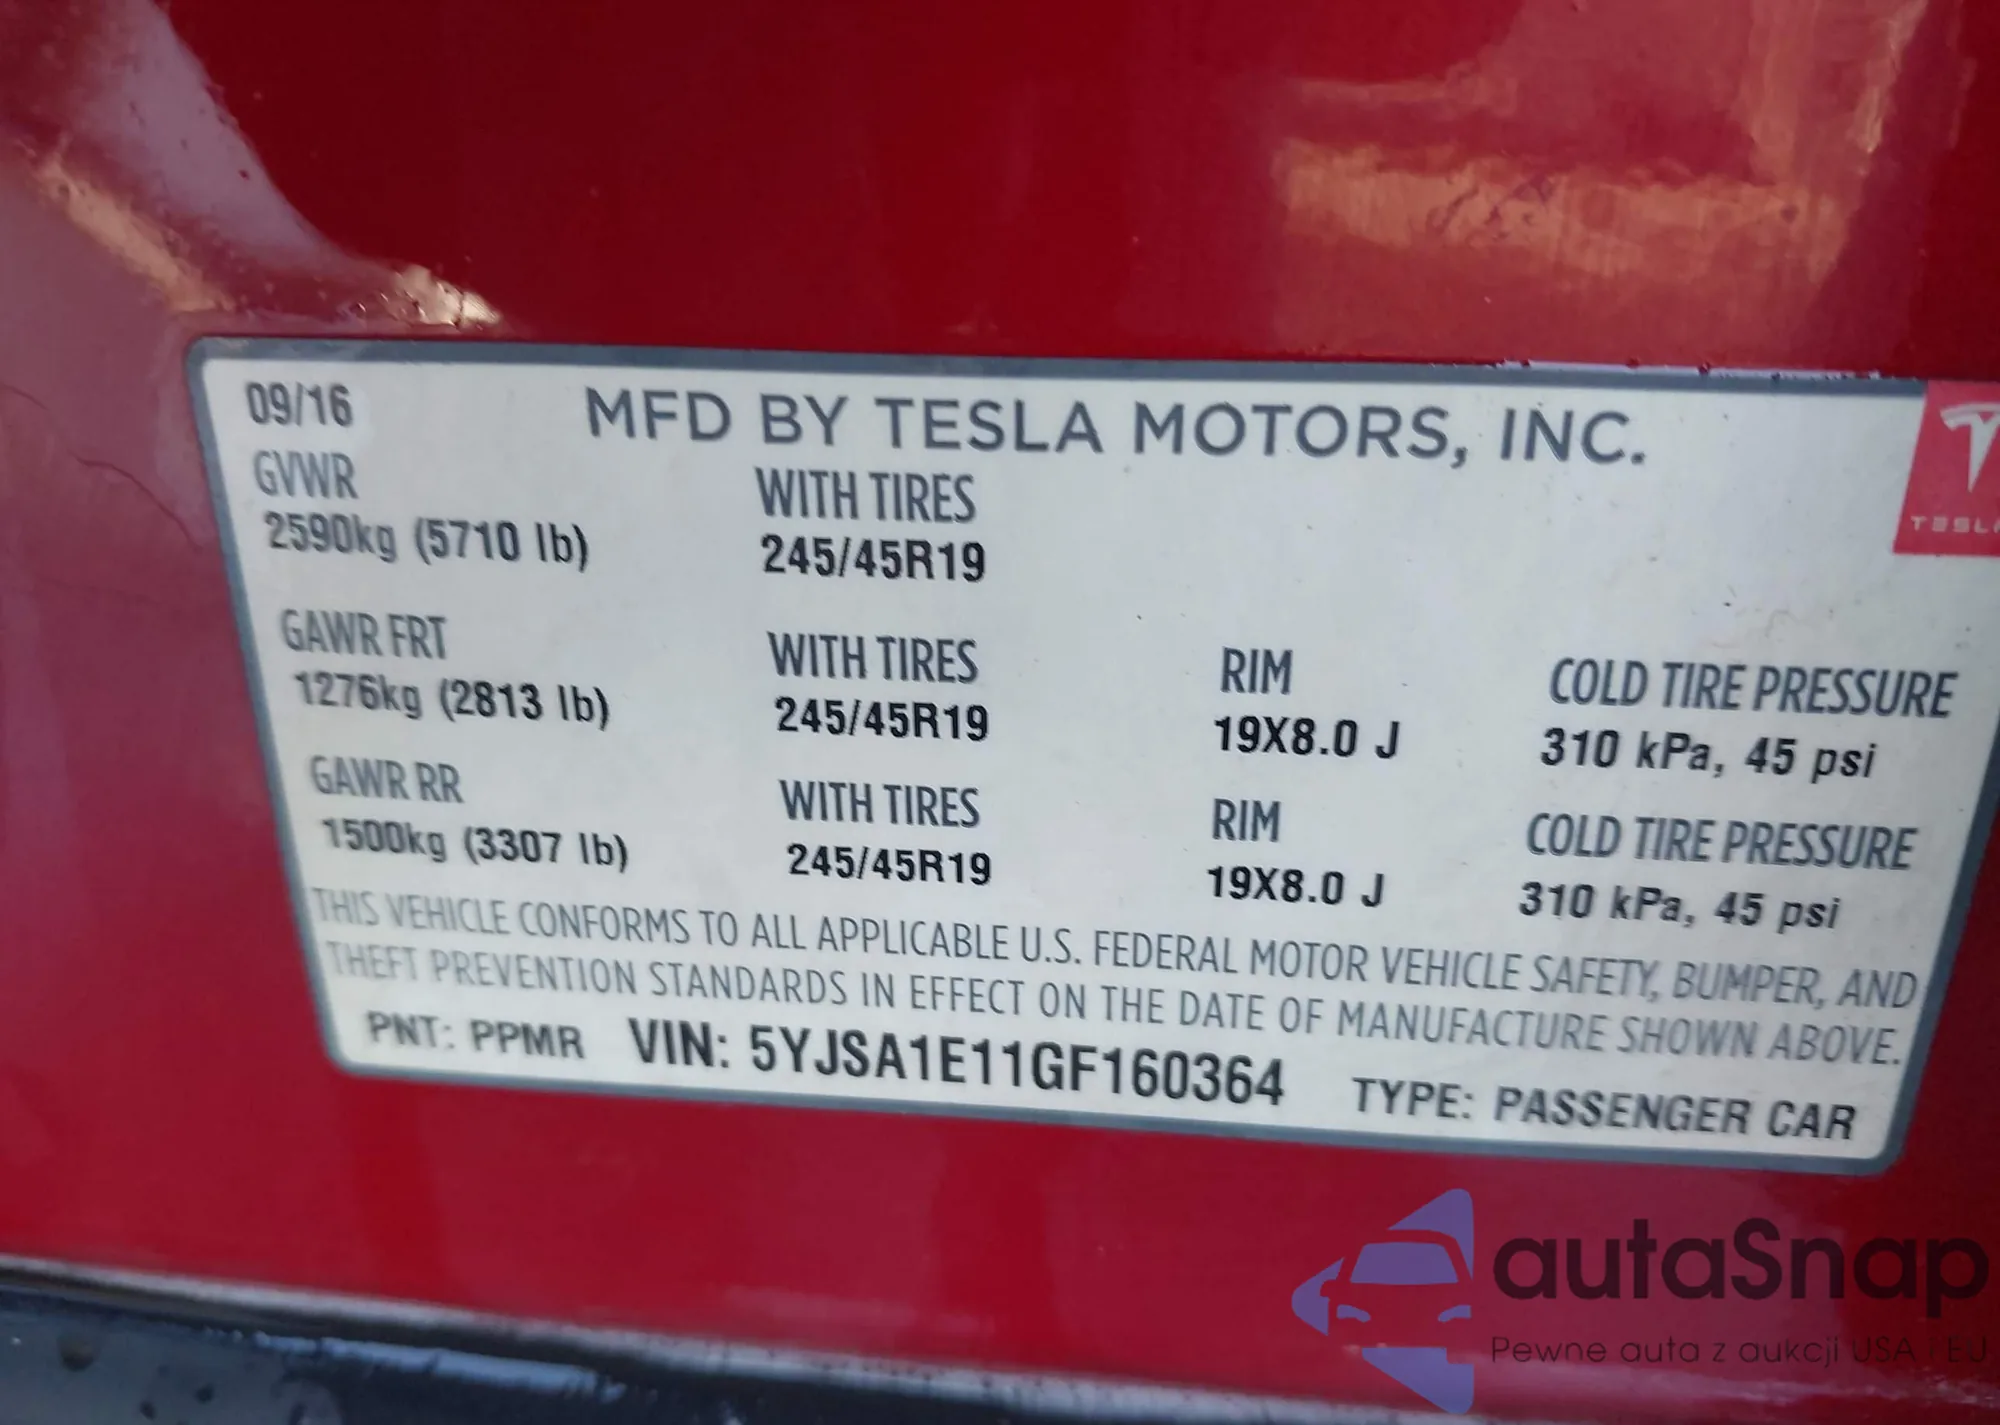 09/16 MFD BY TESLA MOTORS, INC.
GVWR WITH TIRES
2590kg (5710 lb) 245/45R19
TESLA
GAWR FRT WITH TIRES RIM COLD TIRE PRESSURE
1276kg (2813 lb) 245/45R19 19X8.0 J 310 kPa, 45 psi
GAWR RR WITH TIRES RIM COLD TIRE PRESSURE
1500kg (3307 lb) 245/45R19 19X8.0 J 310 kPa, 45 psi
THIS VEHICLE CONFORMS TO ALL APPLICABLE U.S. FEDERAL MOTOR VEHICLE SAFETY, BUMPER, AND
THEFT PREVENTION STANDARDS IN EFFECT ON THE DATE OF MANUFACTURE SHOWN ABOVE.
PNT: PPMR VIN: 5YJSA1E11GF160364 TYPE: PASSENGER CAR
autaSnap
Pewne auta z aukcji USA i EU